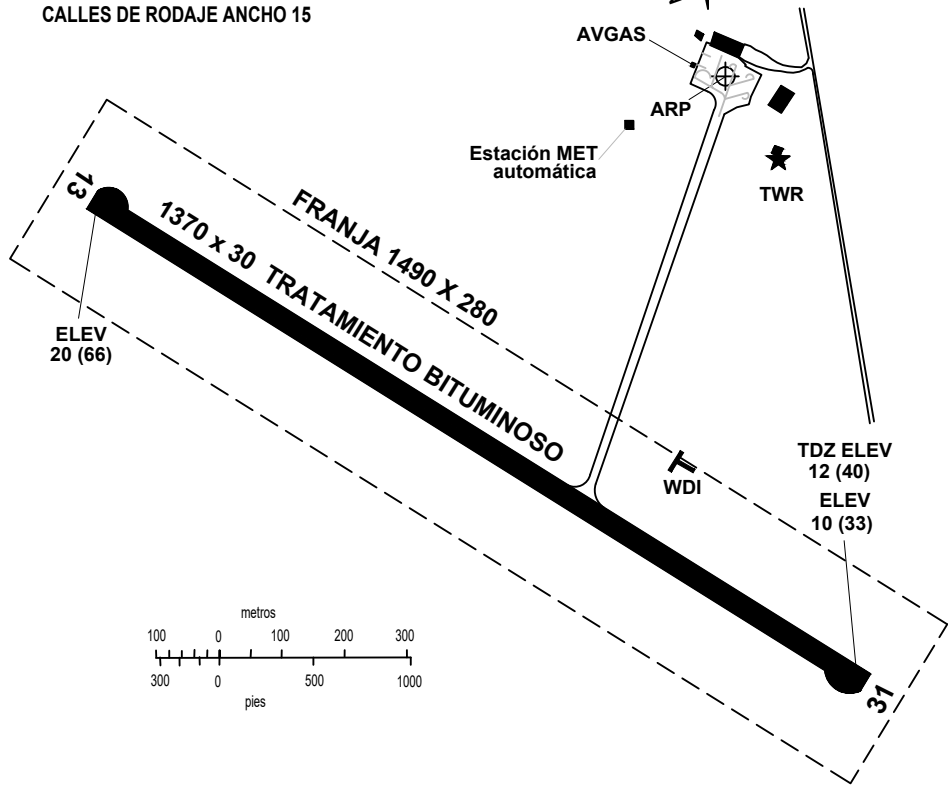 CALLES DE RODAJE ANCHO 15
AVGAS
ARP
Estación MET
automática
TWR
13
FRANJA 1490 X 280
1370 x 30 TRATAMIENTO BITUMINOSO
ELEV
20 (66)
WDI
TDZ ELEV
12 (40)
ELEV
10 (33)
31
metros
100 0 100 200 300
300 0 500 1000
pies